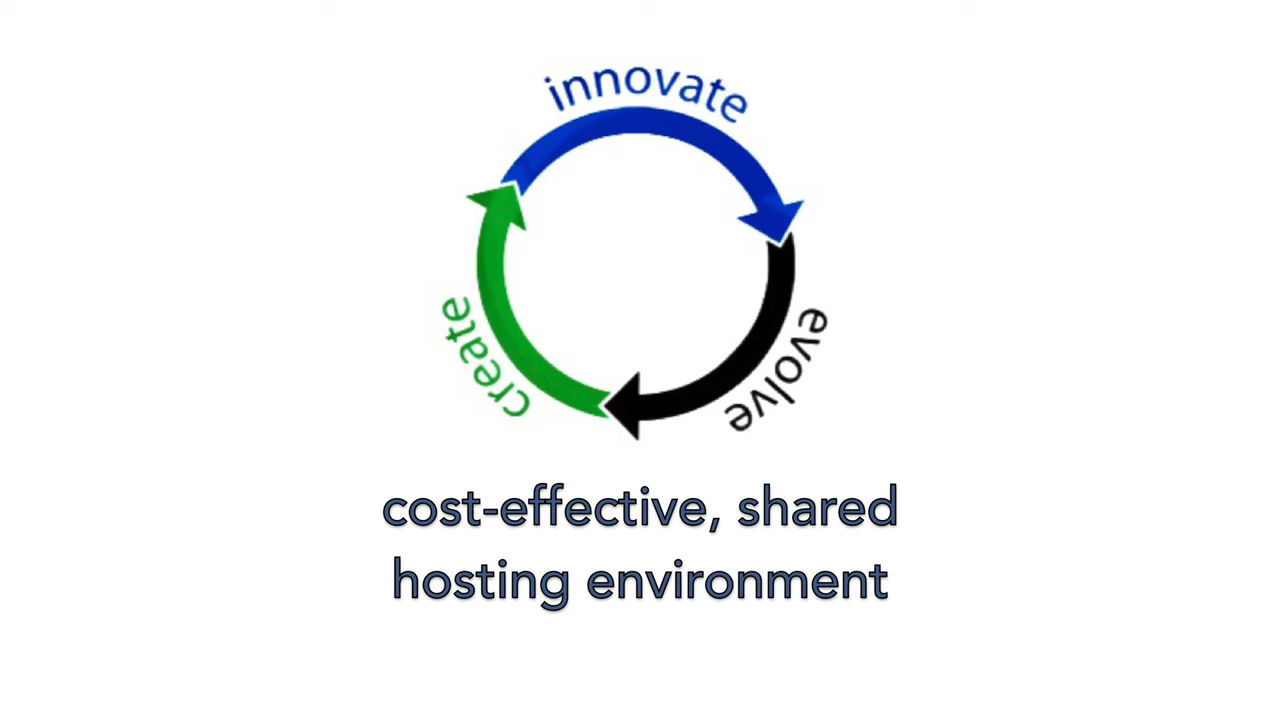 innovate
evolve
create
cost-effective, shared
hosting environment